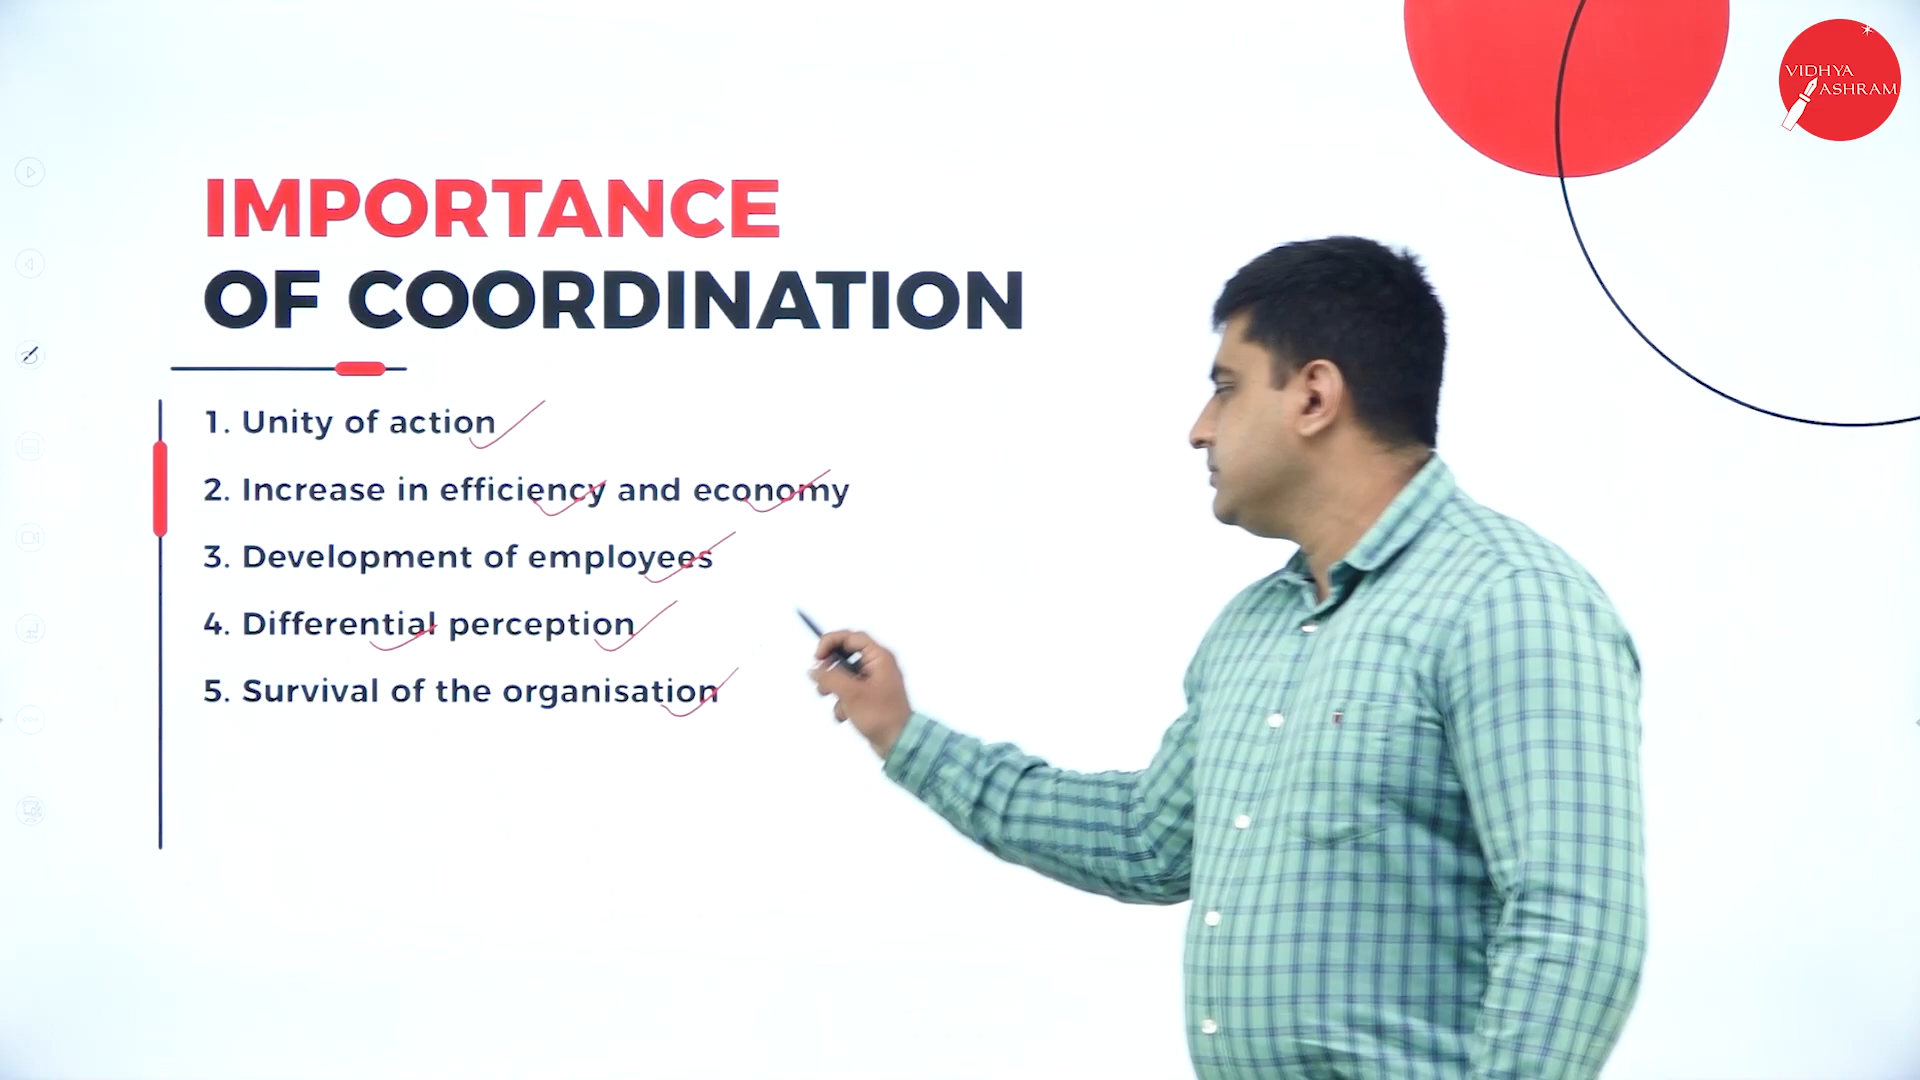 VIDHYA
ASHRAM
IMPORTANCE
OF COORDINATION
1. Unity of action
2. Increase in efficiency and economy
3. Development of employees
4. Differential perception
5. Survival of the organisation